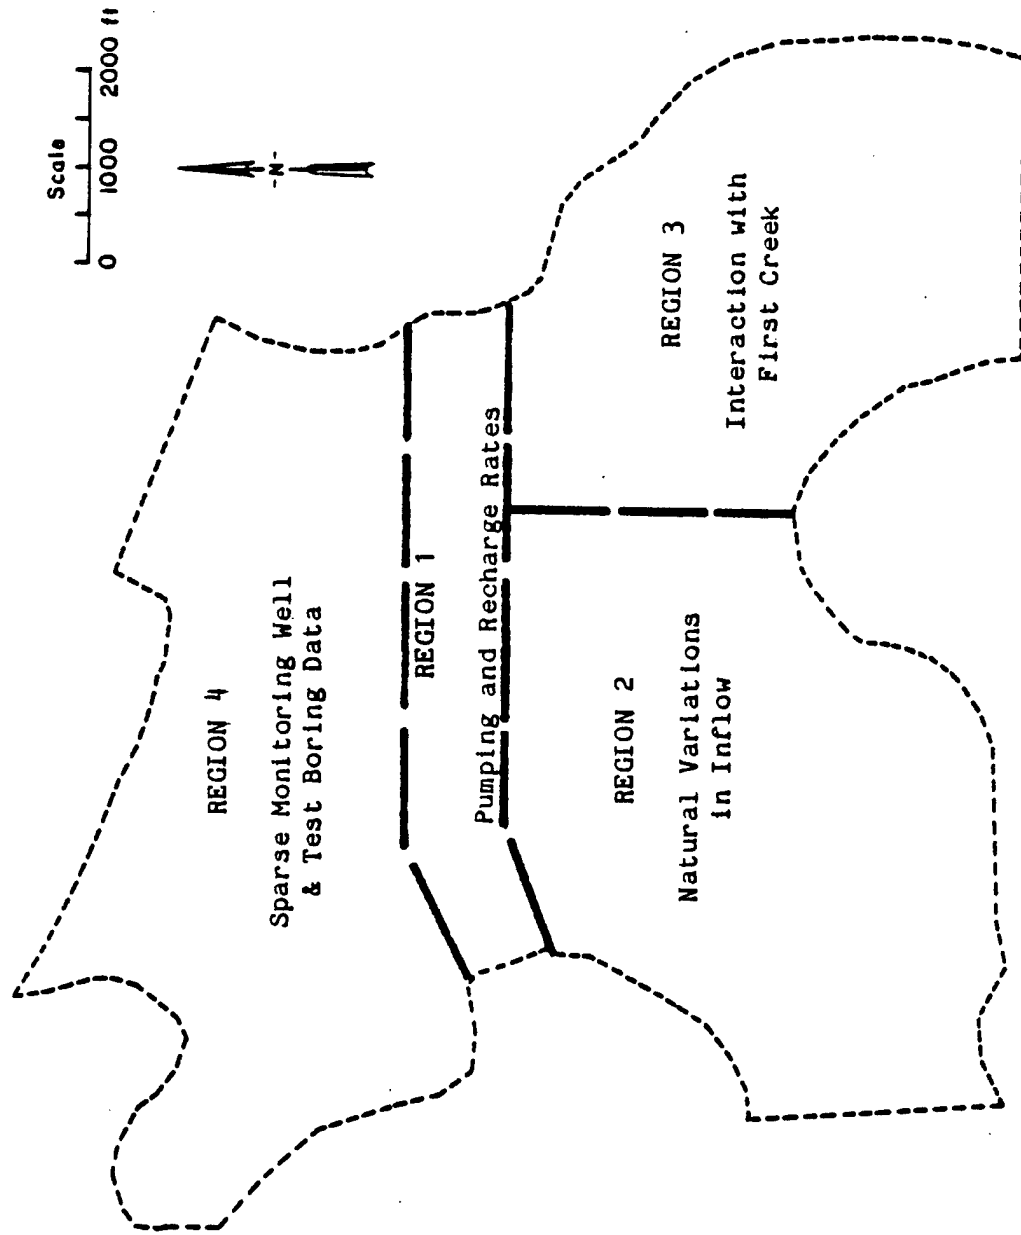 Scale
0 1000 2000 ft
-N-
REGION 4
Sparse Monitoring Well
& Test Boring Data
REGION 1
Pumping and Recharge Rates
REGION 2
Natural Variations
in Inflow
REGION 3
Interaction with
First Creek